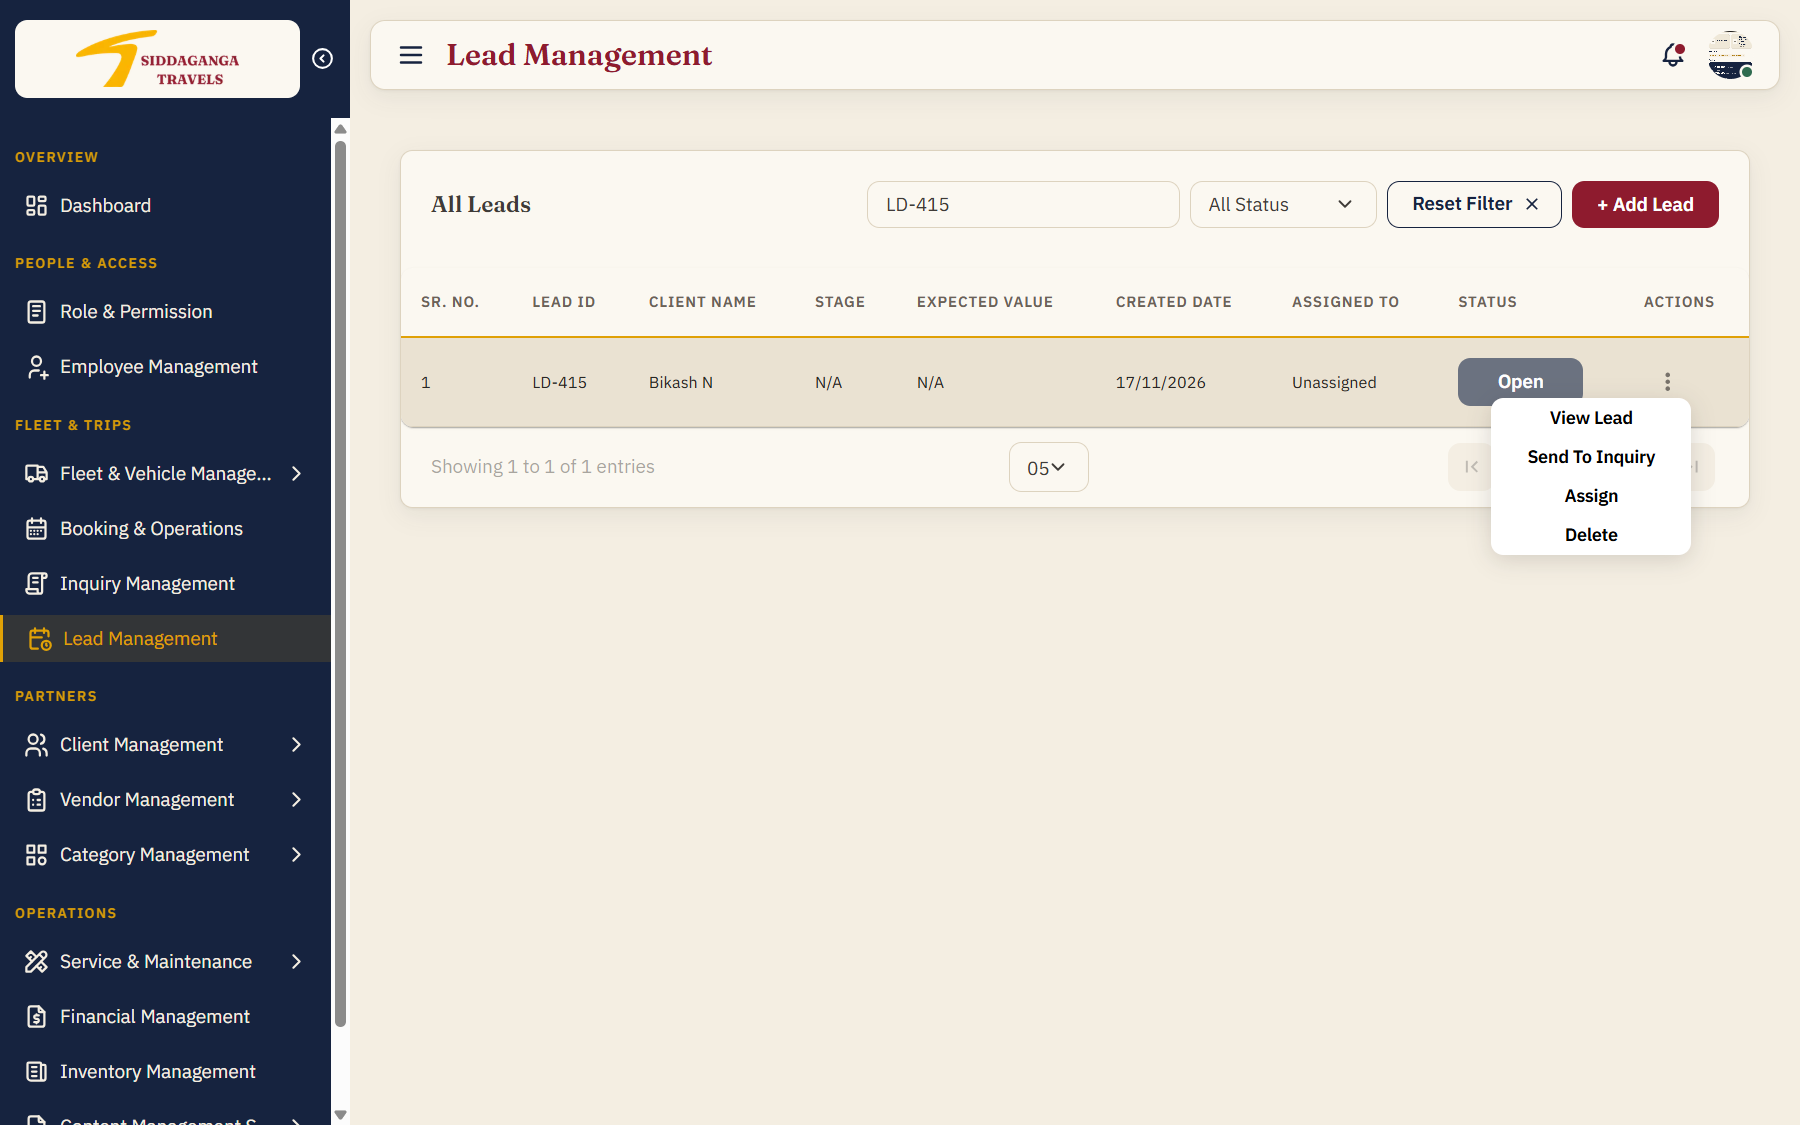 SIDDAGANGA
TRAVELS
OVERVIEW
Dashboard
PEOPLE & ACCESS
Role & Permission
Employee Management
FLEET & TRIPS
Fleet & Vehicle Manage...
Booking & Operations
Inquiry Management
Lead Management
PARTNERS
Client Management
Vendor Management
Category Management
OPERATIONS
Service & Maintenance
Financial Management
Inventory Management
Content Management S
Lead Management
All Leads
LD-415
All Status
Reset Filter
+ Add Lead
SR. NO. LEAD ID CLIENT NAME STAGE EXPECTED VALUE CREATED DATE ASSIGNED TO STATUS ACTIONS
1 LD-415 Bikash N N/A N/A 17/11/2026 Unassigned Open
View Lead
Send To Inquiry
Assign
Delete
Showing 1 to 1 of 1 entries
05